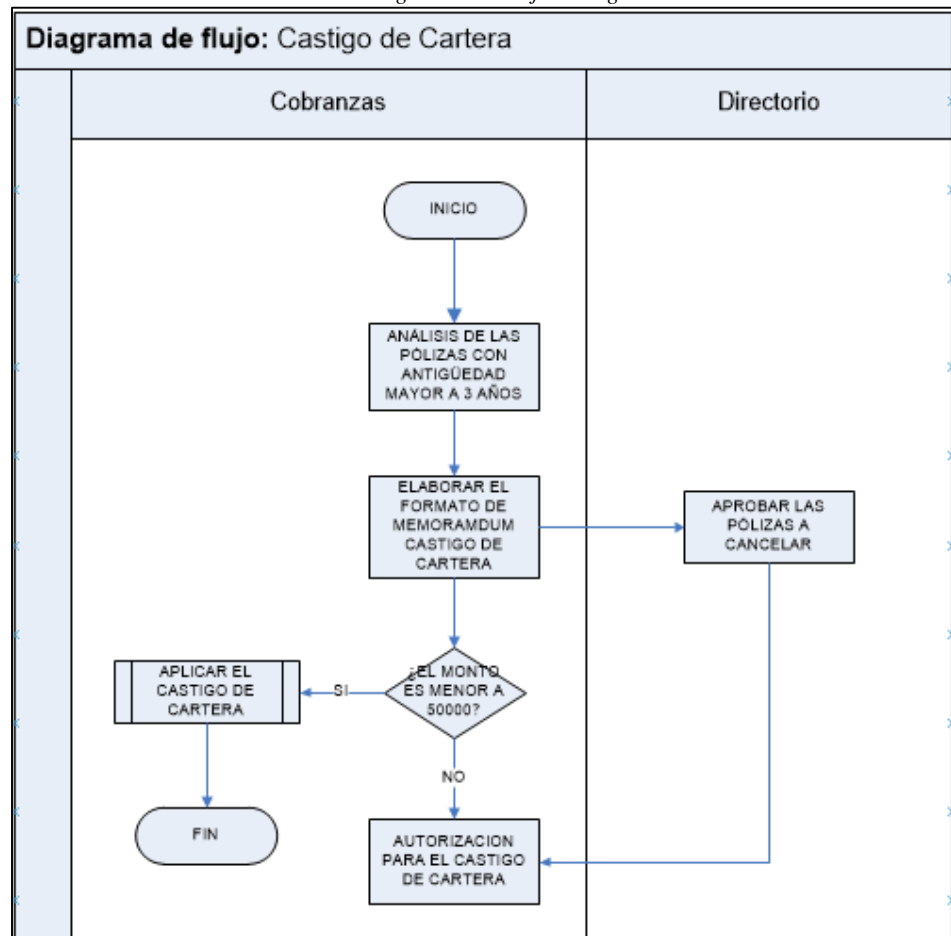 Diagrama de flujo: Castigo de Cartera
Cobranzas
Directorio
INICIO
ANÁLISIS DE LAS
PÓLIZAS CON
ANTIGÜEDAD
MAYOR A 3 AÑOS
ELABORAR EL
FORMATO DE
MEMORAMDUM
CASTIGO DE
CARTERA
APROBAR LAS
PÓLIZAS A
CANCELAR
¿EL MONTO
ES MENOR A
50000?
SI
APLICAR EL
CASTIGO DE
CARTERA
NO
FIN
AUTORIZACION
PARA EL CASTIGO
DE CARTERA